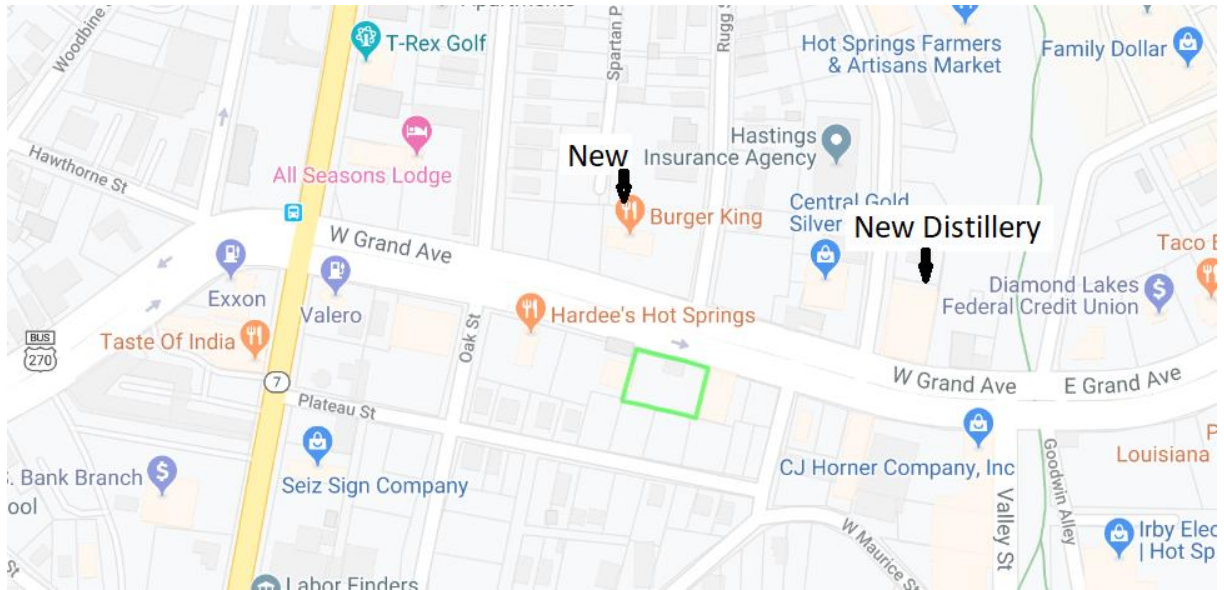 Woodbine
T-Rex Golf
Apartments
Spartan P
Rugg S
Hot Springs Farmers
& Artisans Market
Family Dollar
Hawthorne St
All Seasons Lodge
New
Burger King
Hastings
Insurance Agency
Central Gold
Silver
New Distillery
Taco B
Diamond Lakes
Federal Credit Union
W Grand Ave
Exxon
Valero
Taste Of India
BUS
270
7
Oak St
Hardee's Hot Springs
W Grand Ave
E Grand Ave
Plateau St
Seiz Sign Company
. Bank Branch
ool
St
Labor Finders
CJ Horner Company, Inc
Valley St
W Maurice St
Goodwin Alley
P
Louisiana
Irby Elec
| Hot Sp